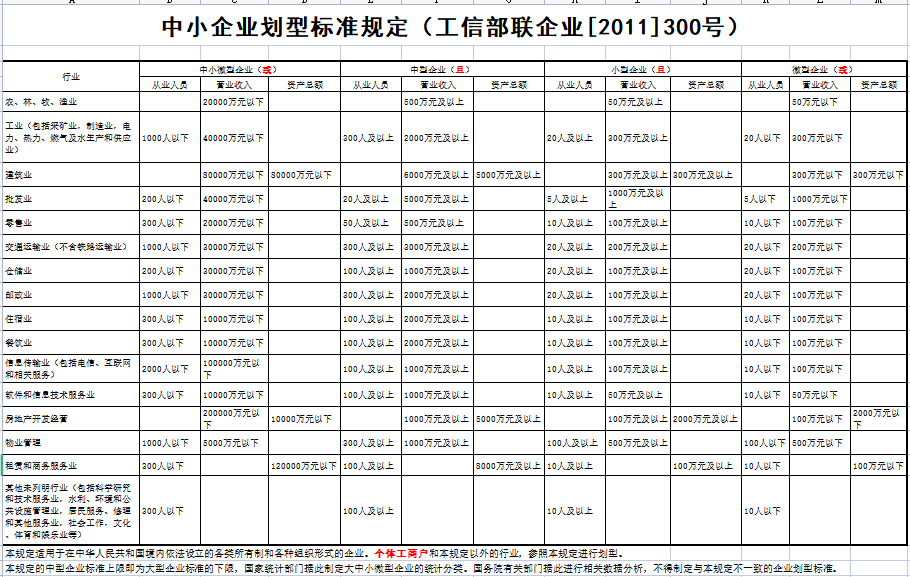 中小企业划型标准规定（工信部联企业[2011]300号）
行业 中小微型企业（或） 中型企业（且） 小型企业（且） 微型企业（或）
从业人员 营业收入 资产总额 从业人员 营业收入 资产总额 从业人员 营业收入 资产总额 从业人员 营业收入 资产总额
农、林、牧、渔业 20000万元以下 500万元及以上 50万元及以上 50万元以下
工业（包括采矿业，制造业，电
力、热力、燃气及水生产和供应
业） 1000人以下 40000万元以下 300人及以上 2000万元及以上 20人及以上 300万元及以上 20人以下 300万元以下
建筑业 80000万元以下 80000万元以下 6000万元及以上 5000万元及以上 300万元及以上 300万元及以上 300万元以下 300万元以下
批发业 200人以下 40000万元以下 20人及以上 5000万元及以上 5人及以上 1000万元及以
上 5人以下 1000万元以下
零售业 300人以下 20000万元以下 50人及以上 500万元及以上 10人及以上 100万元及以上 10人以下 100万元以下
交通运输业（不含铁路运输业） 1000人以下 30000万元以下 300人及以上 3000万元及以上 20人及以上 200万元及以上 20人以下 200万元以下
仓储业 200人以下 30000万元以下 100人及以上 1000万元及以上 20人及以上 100万元及以上 20人以下 100万元以下
邮政业 1000人以下 30000万元以下 300人及以上 2000万元及以上 20人及以上 100万元及以上 20人以下 100万元以下
住宿业 300人以下 10000万元以下 100人及以上 2000万元及以上 10人及以上 100万元及以上 10人以下 100万元以下
餐饮业 300人以下 10000万元以下 100人及以上 2000万元及以上 10人及以上 100万元及以上 10人以下 100万元以下
信息传输业（包括电信、互联网
和相关服务） 2000人以下 100000万元以
下 100人及以上 1000万元及以上 10人及以上 100万元及以上 10人以下 100万元以下
软件和信息技术服务业 300人以下 10000万元以下 100人及以上 1000万元及以上 10人及以上 50万元及以上 10人以下 50万元以下
房地产开发经营 200000万元以
下 10000万元以下 1000万元及以上 5000万元及以上 100万元及以上 2000万元及以上 100万元以下 2000万元以
下
物业管理 1000人以下 5000万元以下 300人及以上 1000万元及以上 100人及以上 500万元及以上 100人以下 500万元以下
租赁和商务服务业 300人以下 120000万元以下 100人及以上 8000万元及以上 10人及以上 100万元及以上 10人以下 100万元以下
其他未列明行业（包括科学研究
和技术服务业，水利、环境和公
共设施管理业，居民服务、修理
和其他服务业，社会工作，文化
、体育和娱乐业等） 300人以下 100人及以上 10人及以上 10人以下
本规定适用于在中华人民共和国境内依法设立的各类所有制和各种组织形式的企业。个体工商户和本规定以外的行业，参照本规定进行划型。
本规定的中型企业标准上限即为大型企业标准的下限，国家统计部门据此制定大中小微型企业的统计分类。国务院有关部门据此进行相关数据分析，不得制定与本规定不一致的企业划型标准。